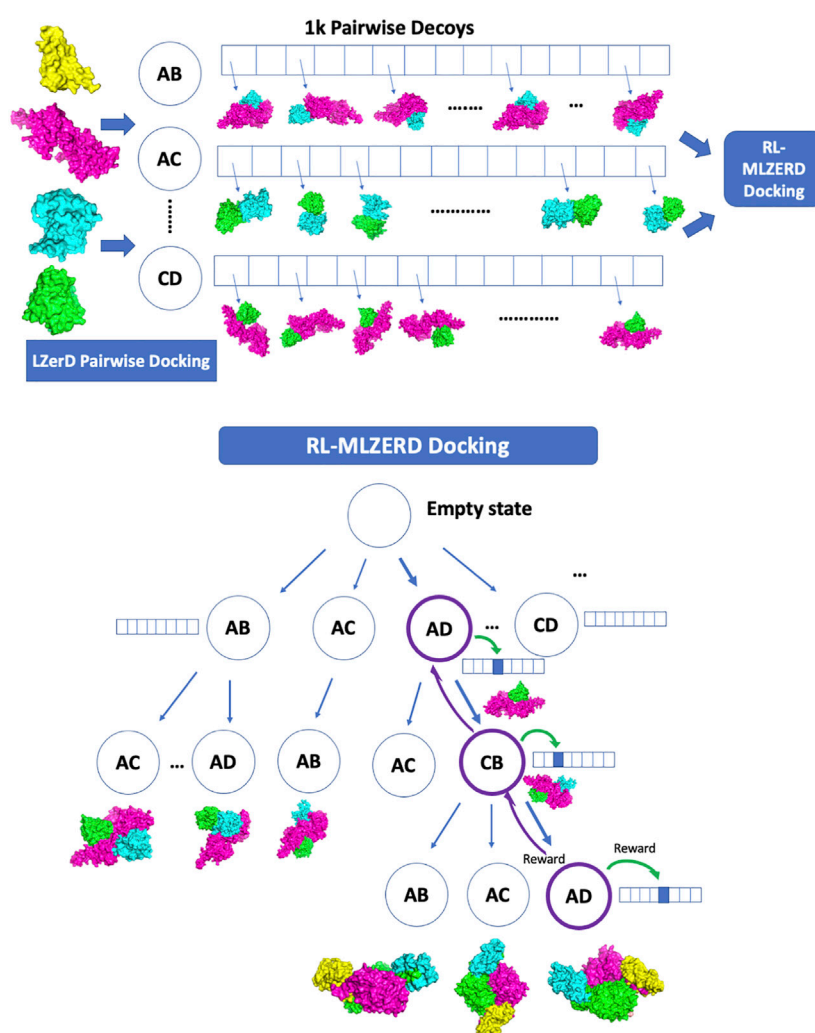 1k Pairwise Decoys
AB
........ ...
AC
RL-
MLZERD
Docking
.............
CD
............
LZerD Pairwise Docking
RL-MLZERD Docking
Empty state
...
AB
AC
AD
...
CD
AC
...
AD
AB
AC
CB
Reward
Reward
AB
AC
AD